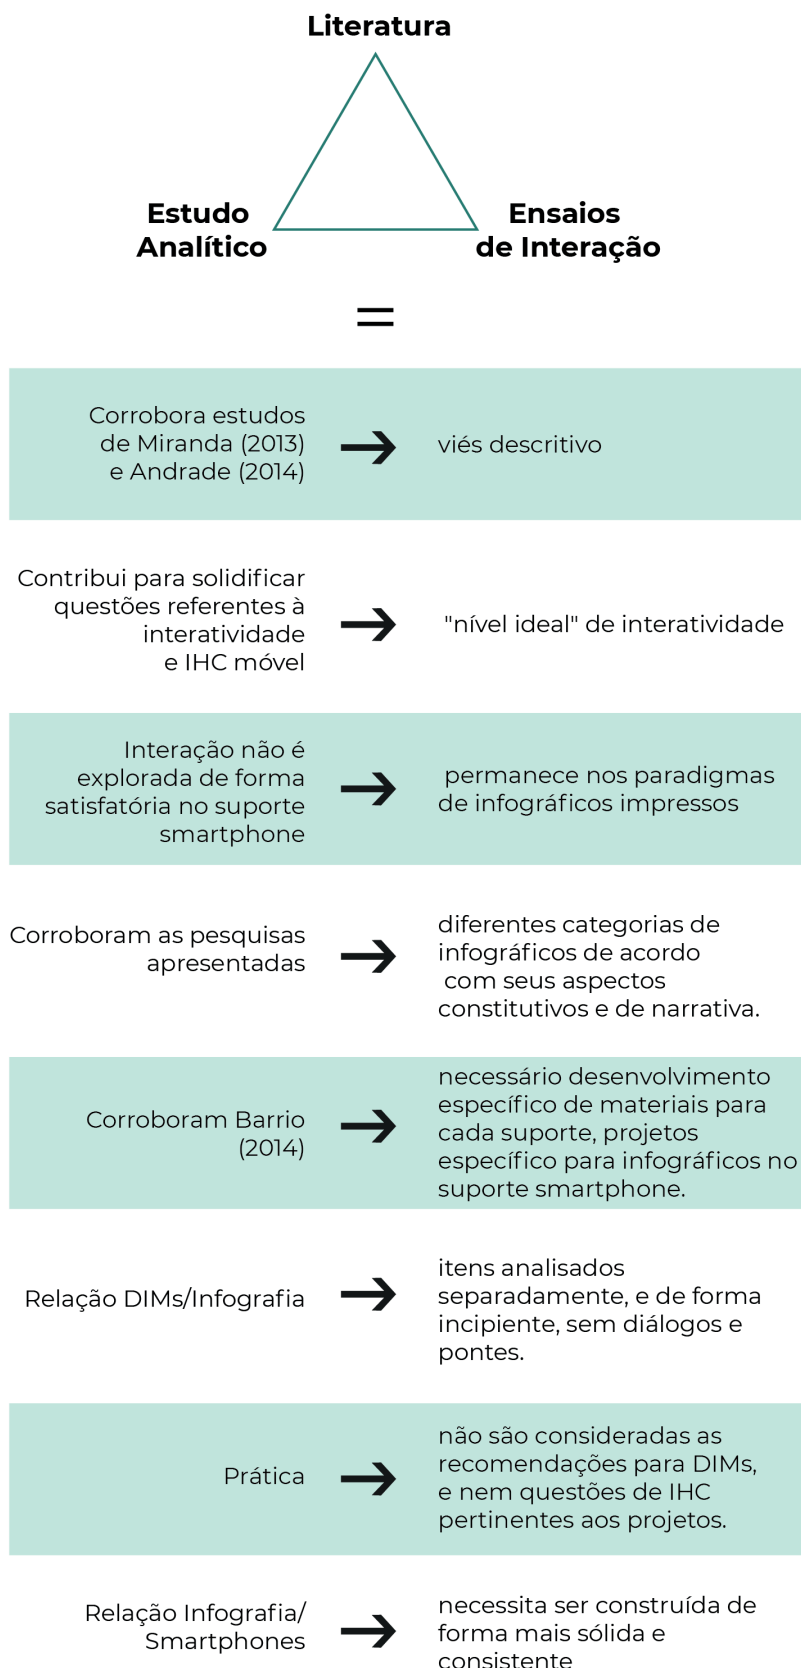 Literatura
Estudo
Analítico
Ensaios
de Interação
=
Corrobora estudos
de Miranda (2013)
e Andrade (2014)
viés descritivo
Contribui para solidificar
questões referentes à
interatividade
e IHC móvel
"nível ideal" de interatividade
Interação não é
explorada de forma
satisfatória no suporte
smartphone
permanece nos paradigmas
de infográficos impressos
Corroboram as pesquisas
apresentadas
diferentes categorias de
infográficos de acordo
com seus aspectos
constitutivos e de narrativa.
Corroboram Barrio
(2014)
necessário desenvolvimento
específico de materiais para
cada suporte, projetos
específico para infográficos no
suporte smartphone.
Relação DIMs/Infografia
itens analisados
separadamente, e de forma
incipiente, sem diálogos e
pontes.
Prática
não são consideradas as
recomendações para DIMs,
e nem questões de IHC
pertinentes aos projetos.
Relação Infografia/
Smartphones
necessita ser construída de
forma mais sólida e
consistente